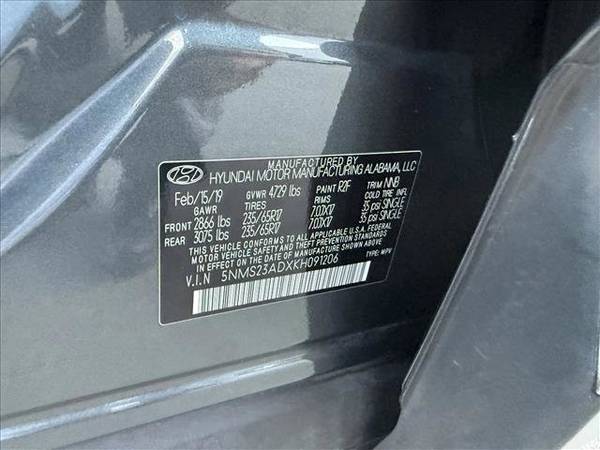 MANUFACTURED BY
HYUNDAI MOTOR MANUFACTURING ALABAMA, LLC
Feb/15/19 GVWR 4729 lbs PAINT R2F TRIM NNB
GAWR TIRES COLD TIRE INFL.
FRONT 2866 lbs 235/65R17 7.0JX17 35 psi SINGLE
REAR 3075 lbs 235/65R17 7.0JX17 35 psi SINGLE
THIS VEHICLE CONFORMS TO ALL APPLICABLE U.S. FEDERAL
MOTOR VEHICLE SAFETY AND BUMPER STANDARDS IN EFFECT
ON THE DATE OF MANUFACTURE SHOWN ABOVE.
V.I.N 5NMS23ADXKH091206 TYPE: MPV